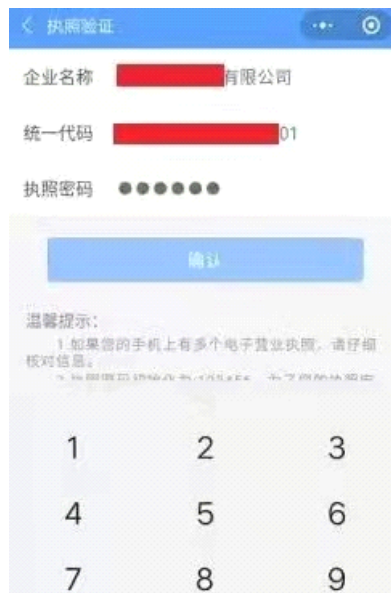 执照验证
企业名称 有限公司
统一代码 01
执照密码 ●●●●●●
确认
温馨提示：
1.如果您的手机上有多个电子营业执照，请仔细
核对信息。
1 2 3
4 5 6
7 8 9